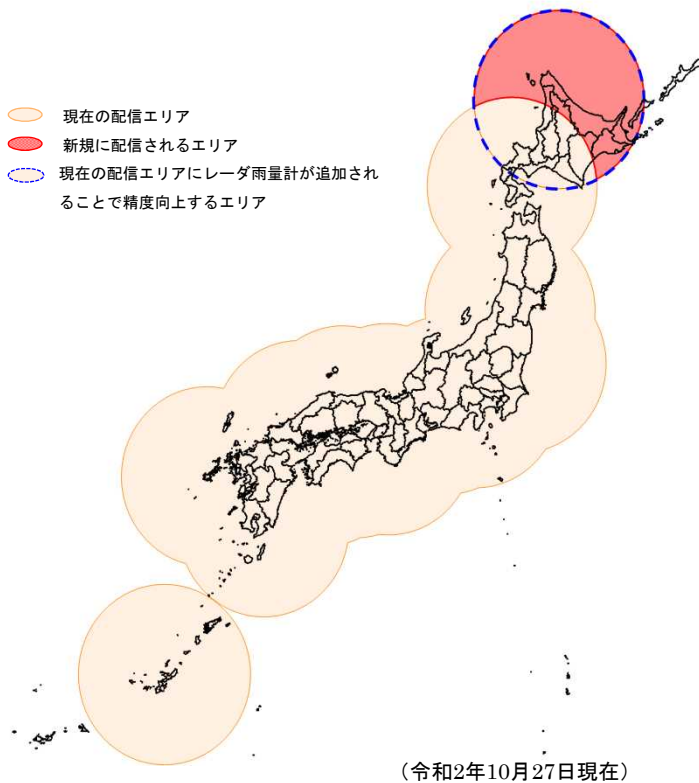 現在の配信エリア
新規に配信されるエリア
現在の配信エリアにレーダ雨量計が追加され
ることで精度向上するエリア
（令和2年10月27日現在）